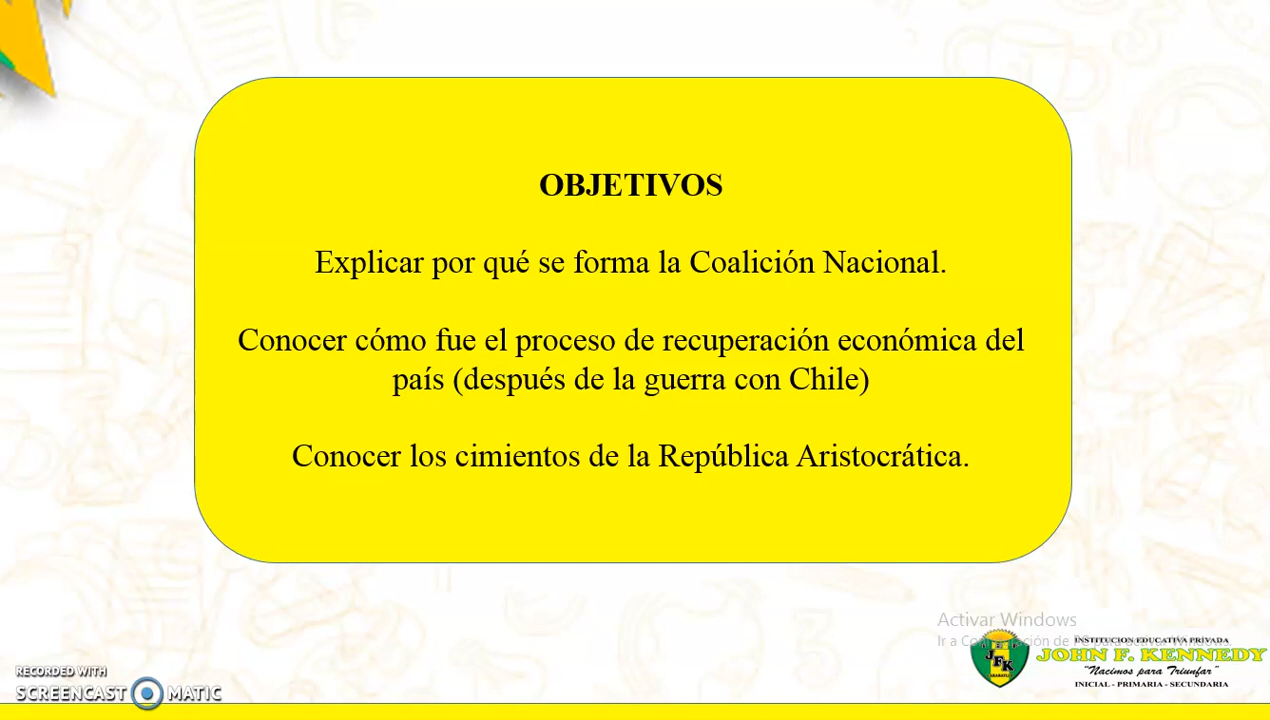 OBJETIVOS
Explicar por qué se forma la Coalición Nacional.
Conocer cómo fue el proceso de recuperación económica del
país (después de la guerra con Chile)
Conocer los cimientos de la República Aristocrática.
Activar Windows
Ir a
INSTITUCION EDUCATIVA PRIVADA
JFK
JOHN F. KENNEDY
"Nacimos para Triunfar"
INICIAL - PRIMARIA - SECUNDARIA
RECORDED WITH
SCREENCAST MATIC